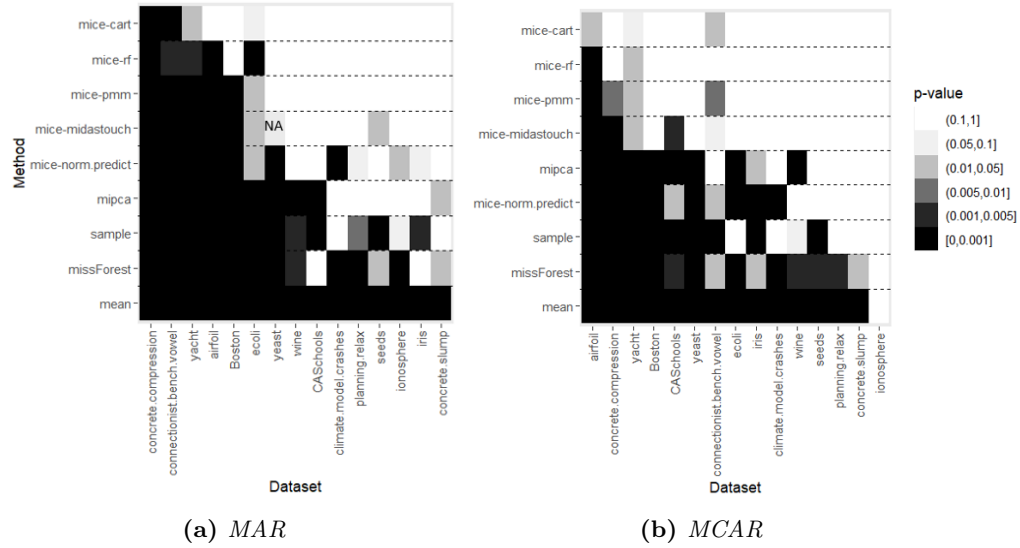 Method
mice-cart
mice-rf
mice-pmm
mice-midastouch
mice-norm.predict
mipca
sample
missForest
mean
NA
concrete.compression
connectionist.bench.vowel
yacht
airfoil
Boston
ecoli
yeast
wine
CASchools
climate.model.crashes
planning.relax
seeds
ionosphere
iris
concrete.slump
Dataset
(a) MAR
mice-cart
mice-rf
mice-pmm
mice-midastouch
mipca
mice-norm.predict
sample
missForest
mean
airfoil
concrete.compression
yacht
Boston
CASchools
yeast
connectionist.bench.vowel
ecoli
iris
climate.model.crashes
wine
seeds
planning.relax
concrete.slump
ionosphere
Dataset
(b) MCAR
p-value
(0.1,1]
(0.05,0.1]
(0.01,0.05]
(0.005,0.01]
(0.001,0.005]
[0,0.001]